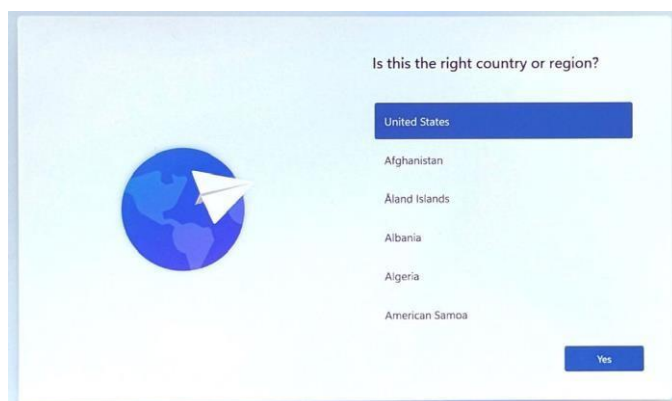 Is this the right country or region?
United States
Afghanistan
Åland Islands
Albania
Algeria
American Samoa
Yes